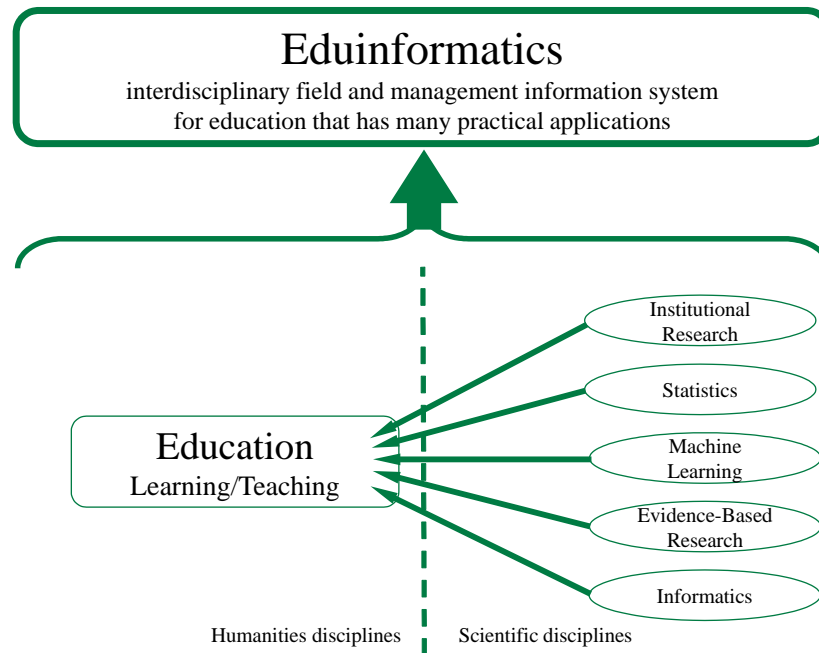 Eduinformatics
interdisciplinary field and management information system
for education that has many practical applications
Institutional
Research
Statistics
Education
Learning/Teaching
Machine
Learning
Evidence-Based
Research
Informatics
Humanities disciplines
Scientific disciplines